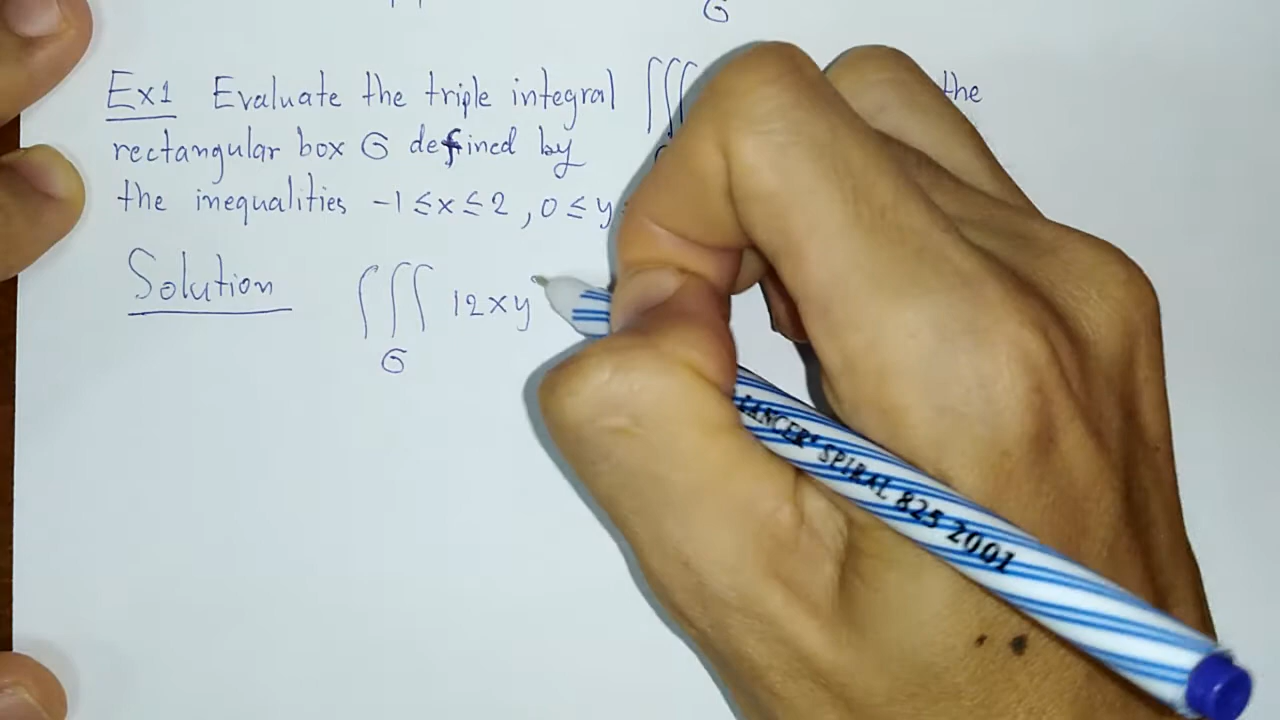 G
Ex1 Evaluate the triple integral ∭ the
rectangular box G defined by
the inequalities -1 ≤ x ≤ 2 , 0 ≤ y
Solution ∭ 12xy
G
LANCER' SPIRAL 825 2001